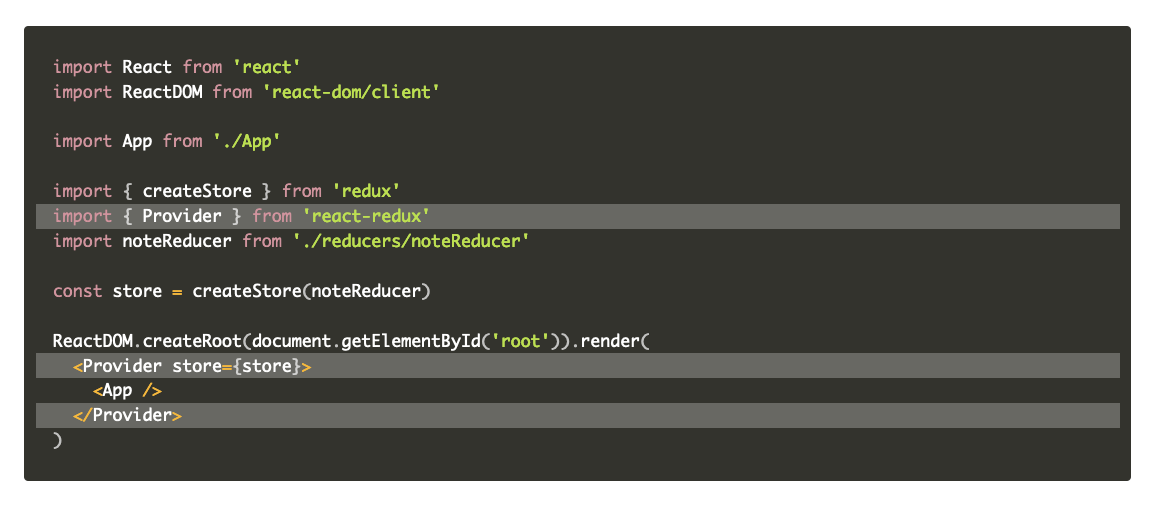 import React from 'react'
import ReactDOM from 'react-dom/client'
import App from './App'
import { createStore } from 'redux'
import { Provider } from 'react-redux'
import noteReducer from './reducers/noteReducer'
const store = createStore(noteReducer)
ReactDOM.createRoot(document.getElementById('root')).render(
  <Provider store={store}>
    <App />
  </Provider>
)